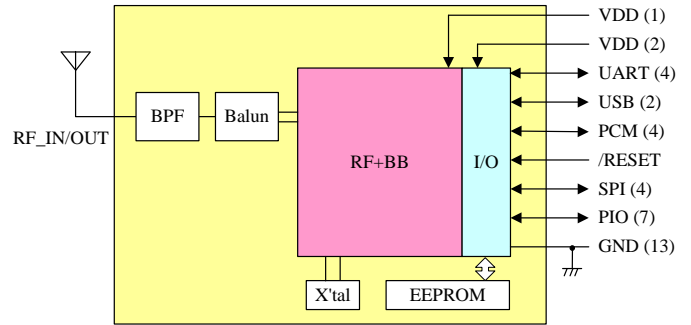 VDD (1)
VDD (2)
UART (4)
USB (2)
PCM (4)
/RESET
SPI (4)
PIO (7)
GND (13)
RF_IN/OUT
BPF
Balun
RF+BB
I/O
X'tal
EEPROM